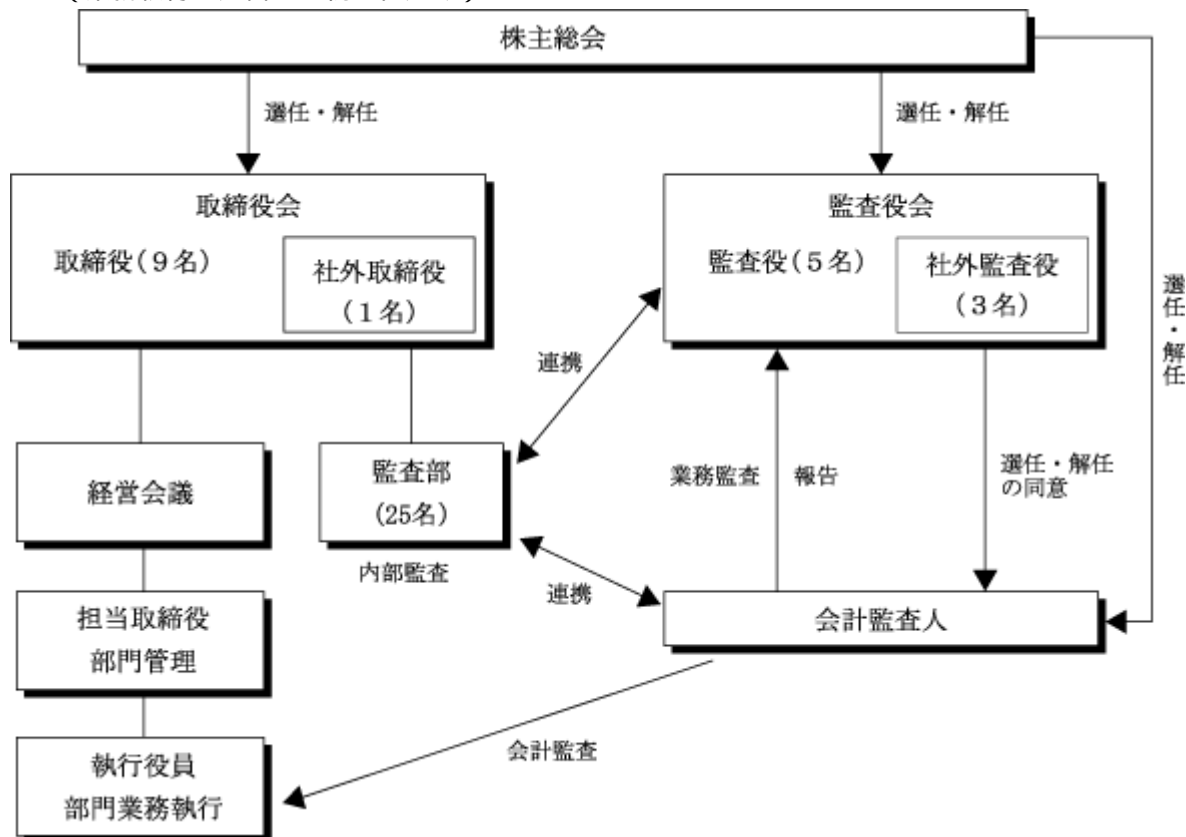 株主総会
選任・解任
選任・解任
取締役会
取締役(９名)
社外取締役
(１名)
監査役会
監査役(５名)
社外監査役
(３名)
選任・解任
連携
経営会議
監査部
(25名)
内部監査
業務監査
報告
選任・解任
の同意
連携
担当取締役
部門管理
会計監査人
会計監査
執行役員
部門業務執行